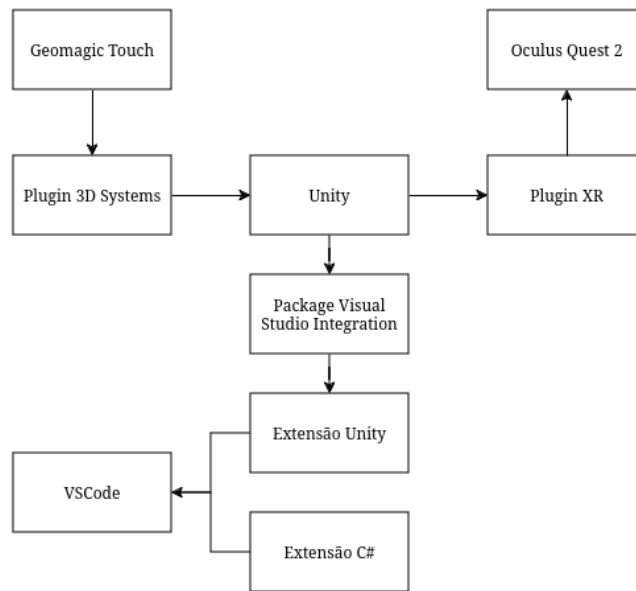 Geomagic Touch
Oculus Quest 2
Plugin 3D Systems
Unity
Plugin XR
Package Visual
Studio Integration
Extensão Unity
VSCode
Extensão C#